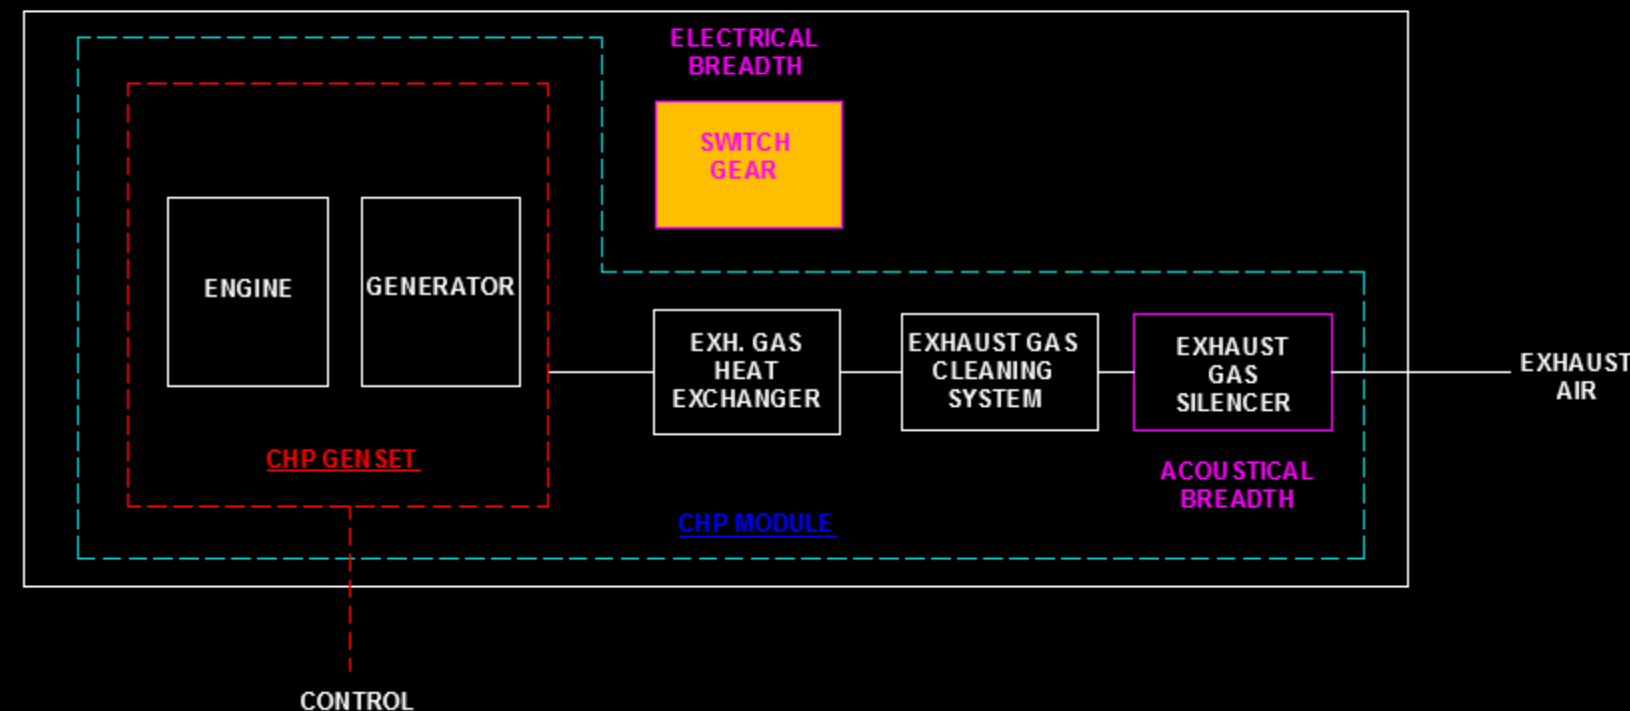 ELECTRICAL
BREADTH
SWITCH
GEAR
ENGINE
GENERATOR
EXH. GAS
HEAT
EXCHANGER
EXHAUST GAS
CLEANING
SYSTEM
EXHAUST
GAS
SILENCER
EXHAUST
AIR
CHP GENSET
ACOUSTICAL
BREADTH
CHP MODULE
CONTROL